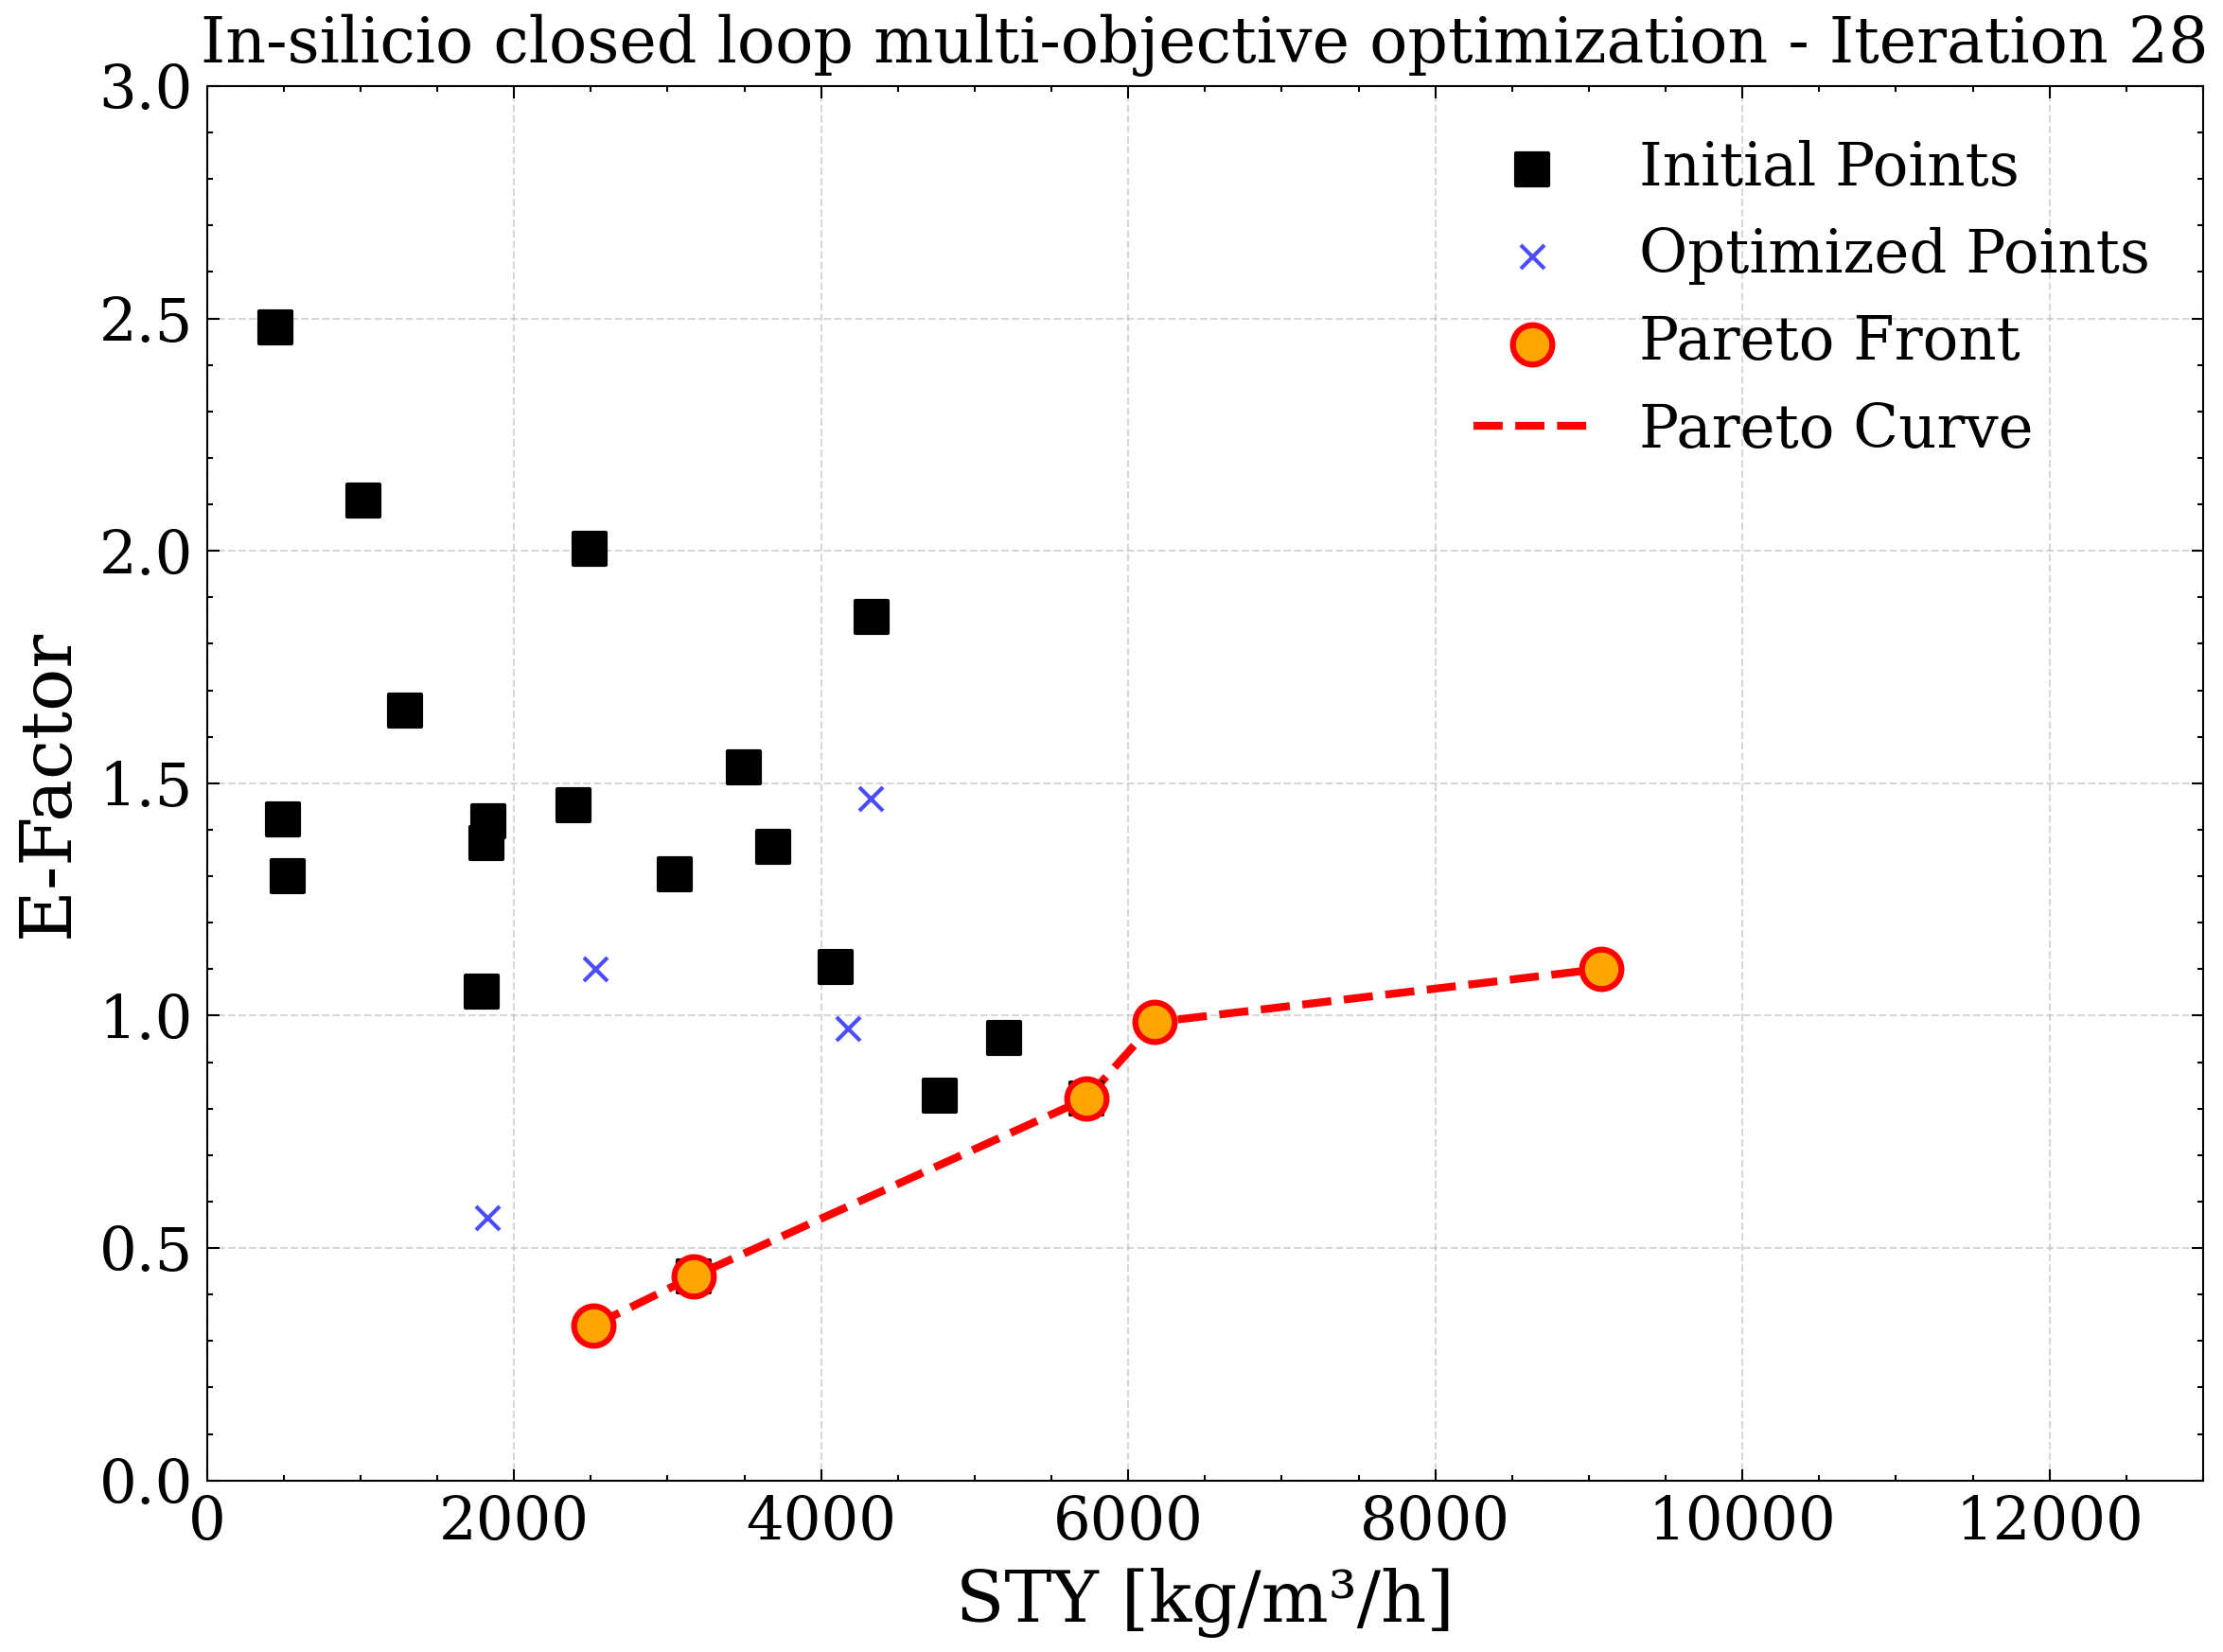 In-silicio closed loop multi-objective optimization - Iteration 28
Initial Points
Optimized Points
Pareto Front
Pareto Curve
3.0
2.5
2.0
1.5
1.0
0.5
0.0
E-Factor
0 2000 4000 6000 8000 10000 12000
STY [kg/m³/h]